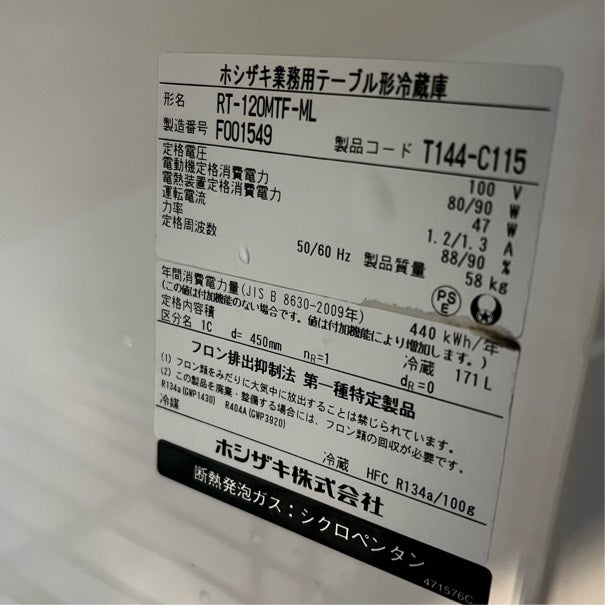 ホシザキ業務用テーブル形冷蔵庫
形名 RT-120MTF-ML
製造番号 F001549 製品コード T144-C115
定格電圧 100 V
電動機定格消費電力 80/90 W
電熱装置定格消費電力 47 W
運転電流 1.2/1.3 A
力率 88/90 %
定格周波数 50/60 Hz 製品質量 58 kg
PSE
年間消費電力量(JIS B 8630-2009年) 440 kWh/年
(この値は付加機能のない場合です。値は付加機能により増加します。)
定格内容積 冷蔵 171 L
区分名 1C d= 450mm nR=1 dR=0
フロン排出抑制法 第一種特定製品
(1) フロン類をみだりに大気中に放出することは禁じられています。
(2) この製品を廃棄・整備する場合には、フロン類の回収が必要です。
R134a(GWP1430) R404A(GWP3920)
冷媒 冷蔵 HFC R134a/100g
ホシザキ株式会社
断熱発泡ガス:シクロペンタン
471576C